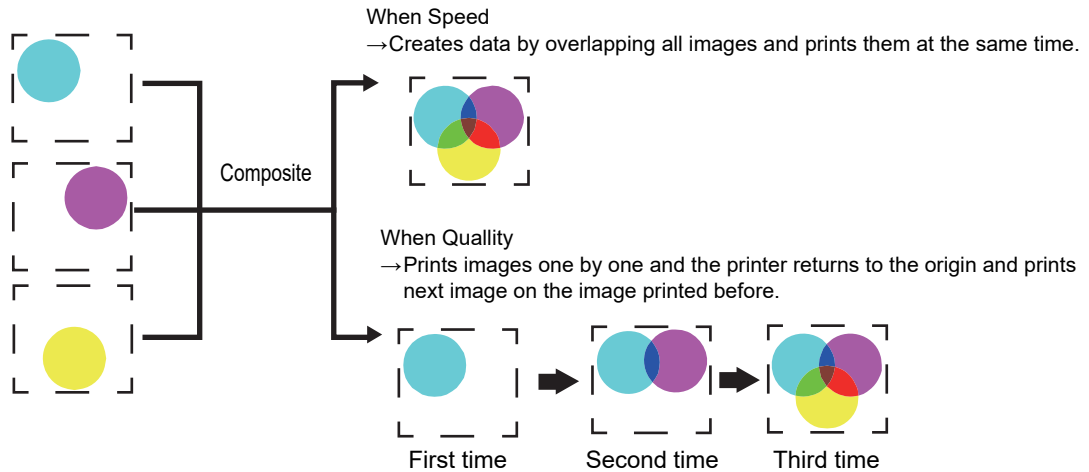 When Speed
→Creates data by overlapping all images and prints them at the same time.
Composite
When Quallity
→Prints images one by one and the printer returns to the origin and prints
next image on the image printed before.
First time
Second time
Third time